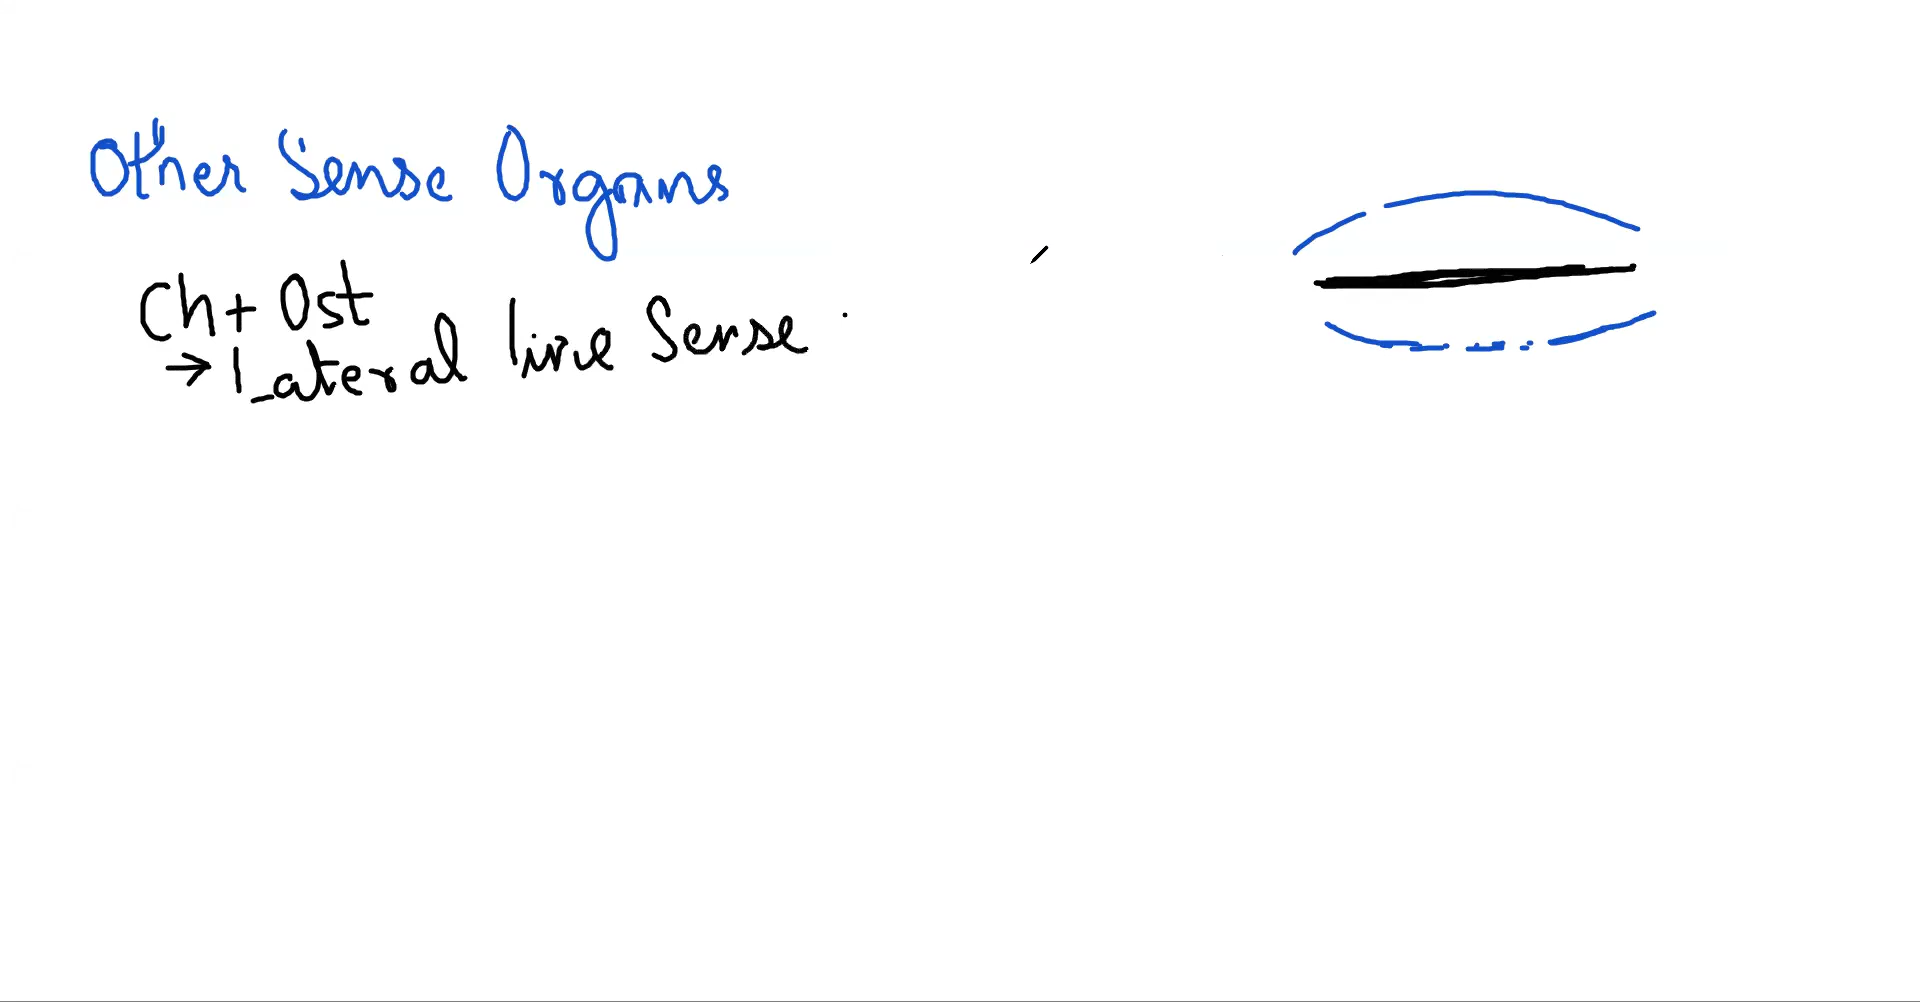 Other Sense Organs
Ch + Ost
→ Lateral line Sense